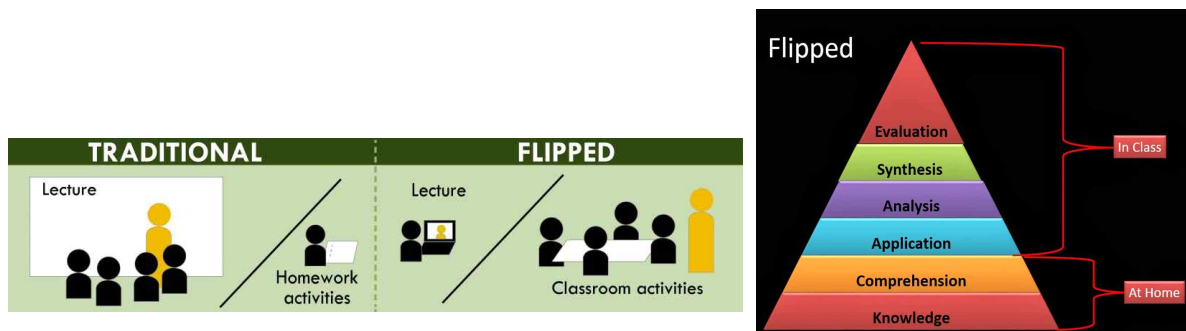 TRADITIONAL
Lecture
Homework
activities
FLIPPED
Lecture
Classroom activities
Flipped
Evaluation
Synthesis
Analysis
Application
Comprehension
Knowledge
In Class
At Home